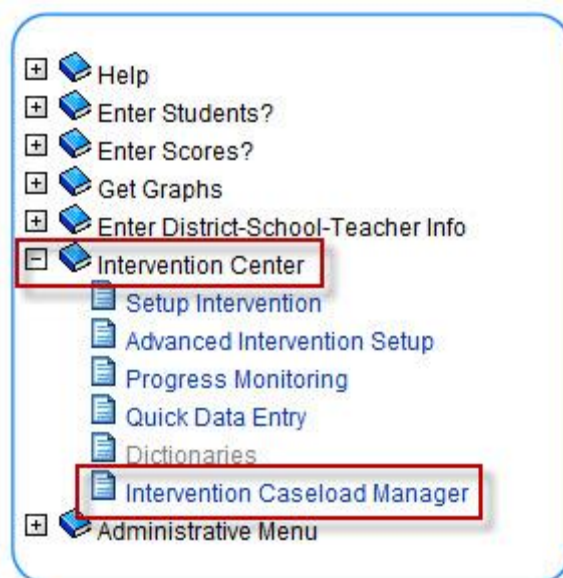 Help
Enter Students?
Enter Scores?
Get Graphs
Enter District-School-Teacher Info
Intervention Center
Setup Intervention
Advanced Intervention Setup
Progress Monitoring
Quick Data Entry
Dictionaries
Intervention Caseload Manager
Administrative Menu